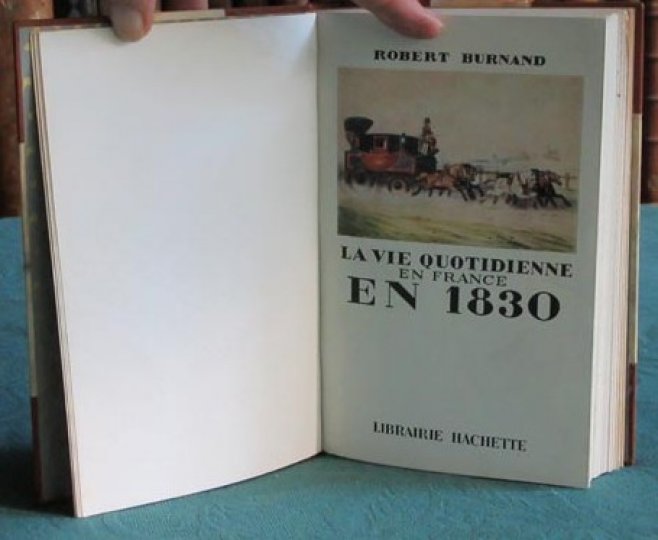 ROBERT BURNAND
LA VIE QUOTIDIENNE
EN FRANCE
EN 1830
LIBRAIRIE HACHETTE